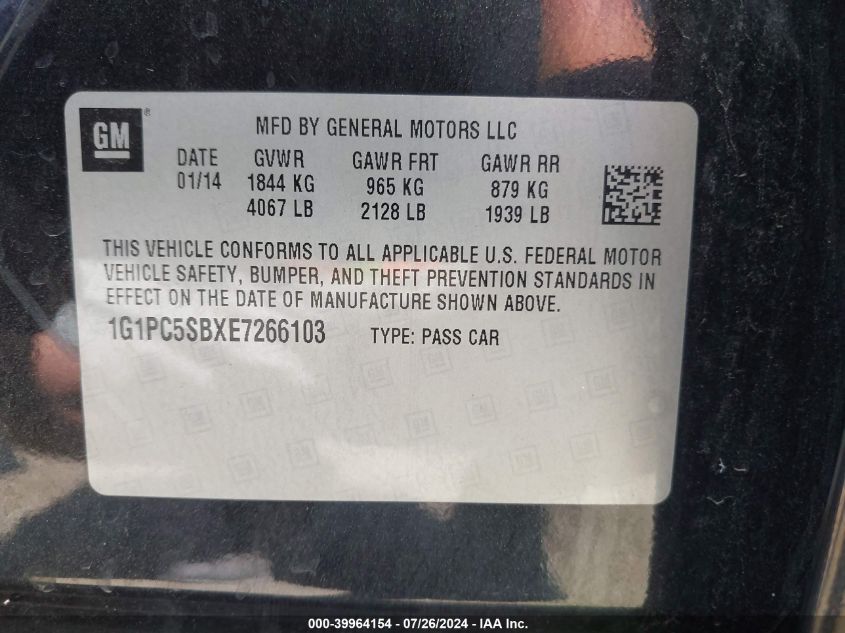 GM ®
MFD BY GENERAL MOTORS LLC
DATE GVWR GAWR FRT GAWR RR
01/14 1844 KG 965 KG 879 KG
4067 LB 2128 LB 1939 LB
THIS VEHICLE CONFORMS TO ALL APPLICABLE U.S. FEDERAL MOTOR
VEHICLE SAFETY, BUMPER, AND THEFT PREVENTION STANDARDS IN
EFFECT ON THE DATE OF MANUFACTURE SHOWN ABOVE.
1G1PC5SBXE7266103 TYPE: PASS CAR
000-39964154 - 07/26/2024 - IAA Inc.